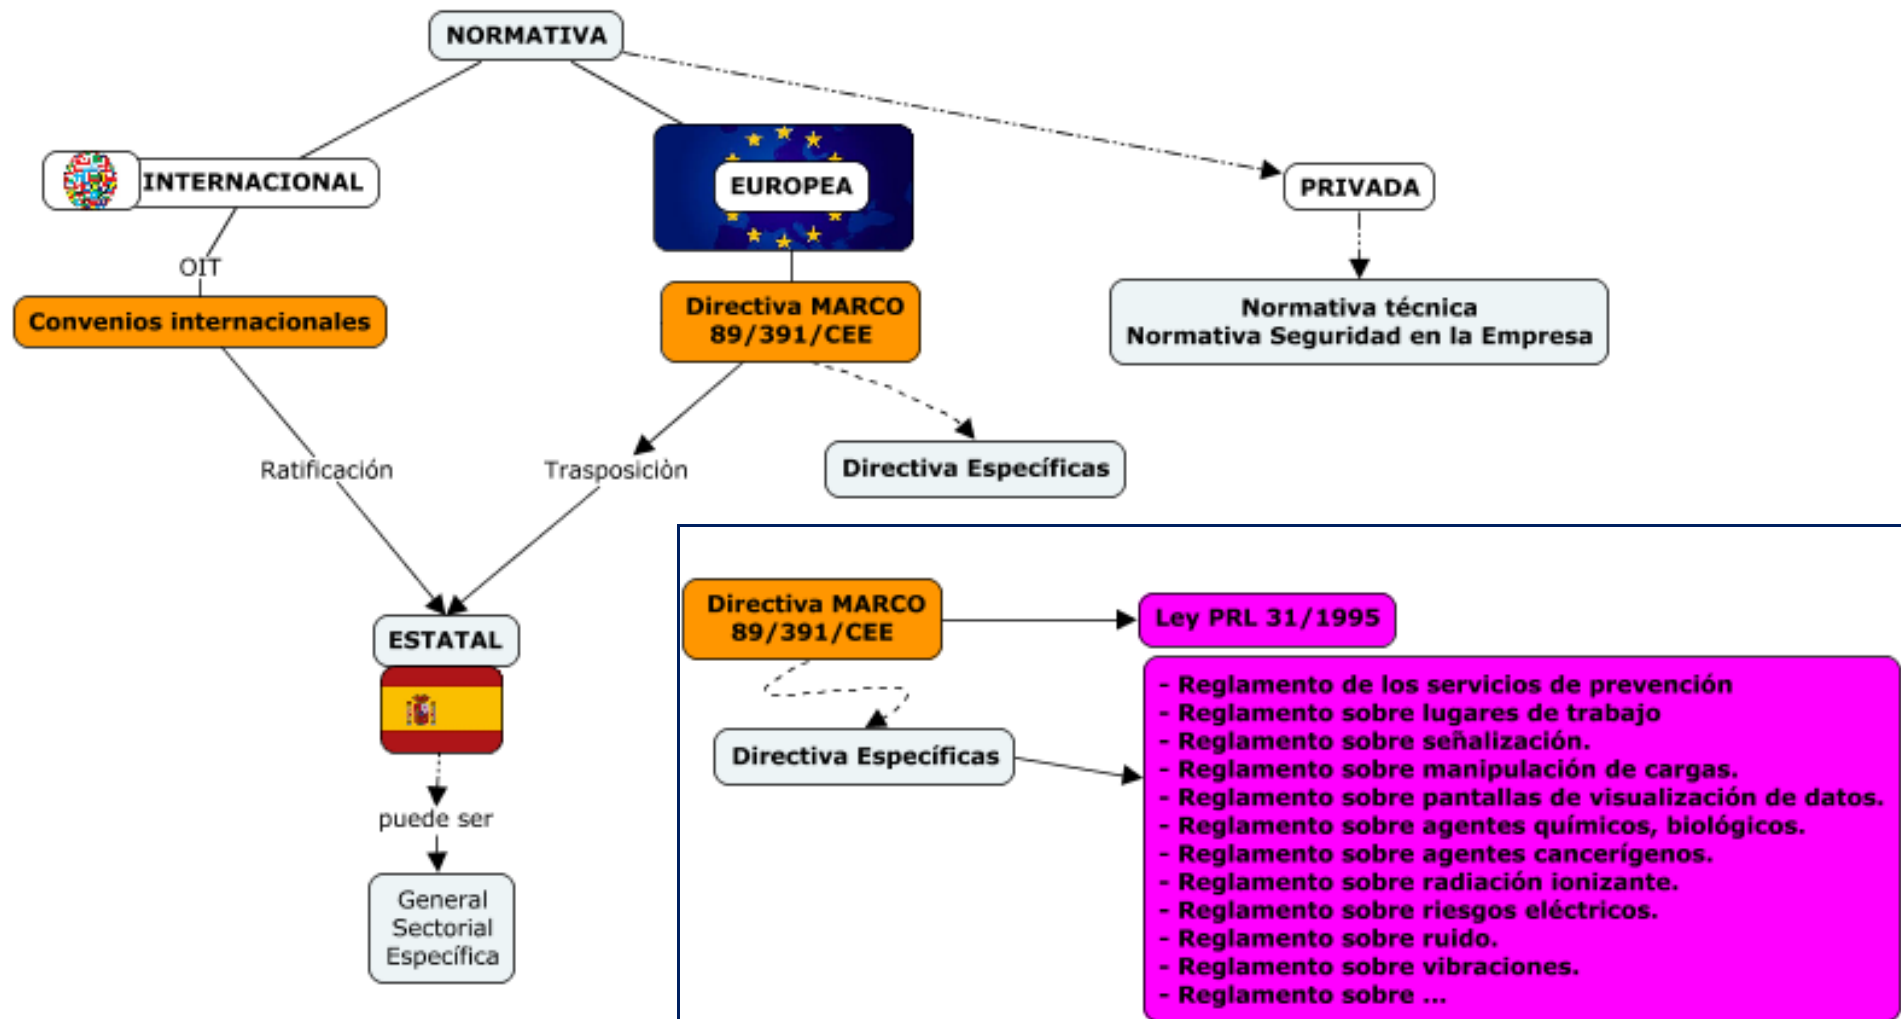 NORMATIVA
INTERNACIONAL
EUROPEA
PRIVADA
OIT
Convenios internacionales
Directiva MARCO
89/391/CEE
Normativa técnica
Normativa Seguridad en la Empresa
Ratificación
Trasposiciòn
Directiva Específicas
ESTATAL
puede ser
General
Sectorial
Específica
Directiva MARCO
89/391/CEE
Ley PRL 31/1995
Directiva Específicas
- Reglamento de los servicios de prevención
- Reglamento sobre lugares de trabajo
- Reglamento sobre señalización.
- Reglamento sobre manipulación de cargas.
- Reglamento sobre pantallas de visualización de datos.
- Reglamento sobre agentes químicos, biológicos.
- Reglamento sobre agentes cancerígenos.
- Reglamento sobre radiación ionizante.
- Reglamento sobre riesgos eléctricos.
- Reglamento sobre ruido.
- Reglamento sobre vibraciones.
- Reglamento sobre ...